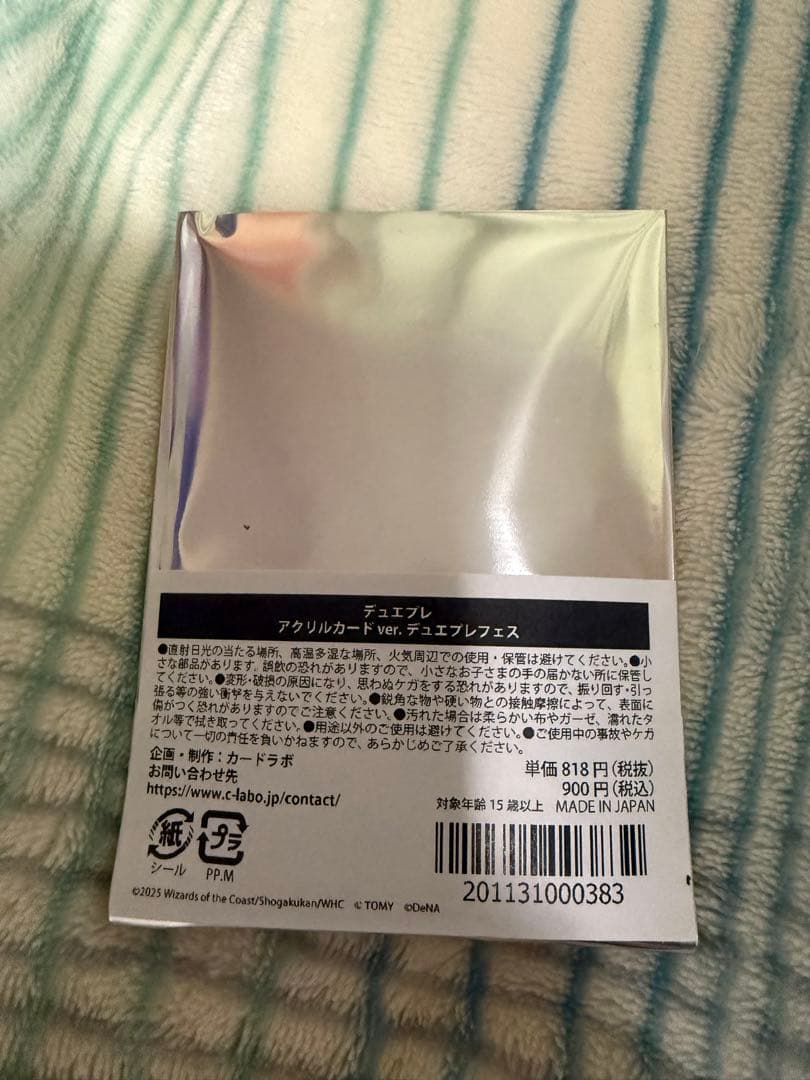 デュエプレ
アクリルカード ver. デュエプレフェス
●直射日光の当たる場所、高温多湿な場所、火気周辺での使用・保管は避けてください。●小
さな部品があります。誤飲の恐れがありますので、小さなお子さまの手の届かない所に保管し
てください。●変形・破損の原因になり、思わぬケガをする恐れがありますので、振り回す・引っ
張る等の強い衝撃を与えないでください。●鋭角な物や硬い物との接触摩擦によって、表面に
傷がつく恐れがありますのでご注意ください。●汚れた場合は柔らかい布やガーゼ、濡れたタ
オル等で拭き取ってください。●用途以外のご使用は避けてください。●ご使用中の事故やケガ
について一切の責任を負いかねますので、あらかじめご了承ください。
企画・制作：カードラボ
お問い合わせ先
https://www.c-labo.jp/contact/
単価 818 円（税抜）
900 円（税込）
対象年齢 15 歳以上 MADE IN JAPAN
紙
シール
プラ
PP.M
201131000383
©2025 Wizards of the Coast/Shogakukan/WHC © TOMY ©DeNA